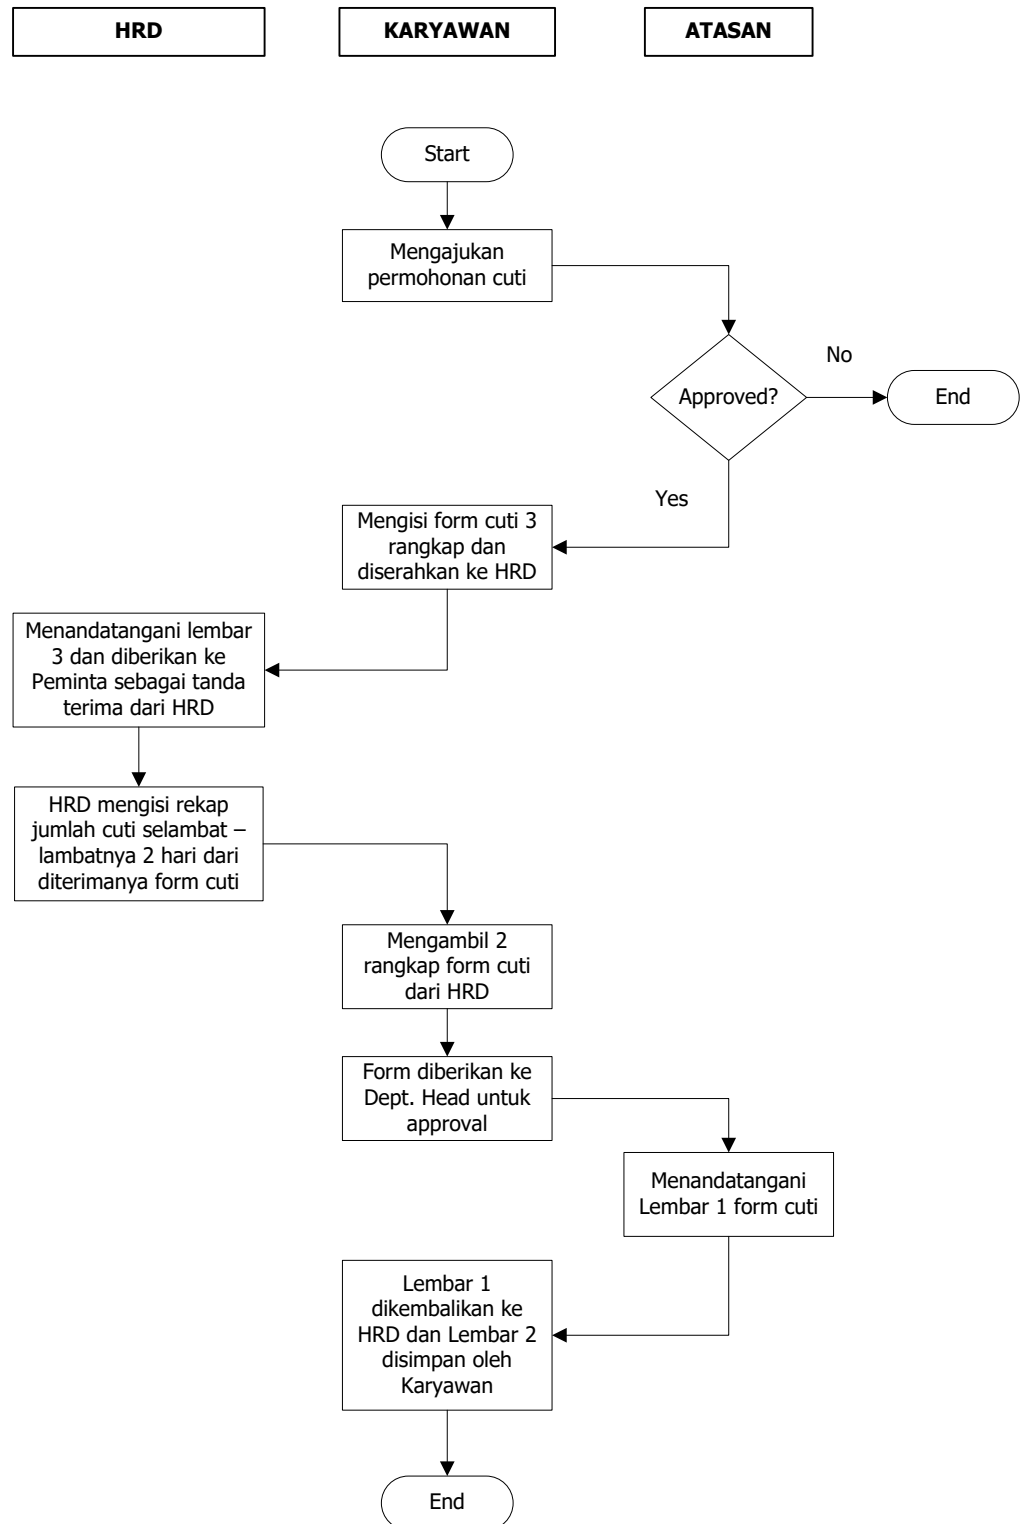 HRD
KARYAWAN
ATASAN
Start
Mengajukan
permohonan cuti
No
Approved?
End
Yes
Mengisi form cuti 3
rangkap dan
diserahkan ke HRD
Menandatangani lembar
3 dan diberikan ke
Peminta sebagai tanda
terima dari HRD
HRD mengisi rekap
jumlah cuti selambat –
lambatnya 2 hari dari
diterimanya form cuti
Mengambil 2
rangkap form cuti
dari HRD
Form diberikan ke
Dept. Head untuk
approval
Menandatangani
Lembar 1 form cuti
Lembar 1
dikembalikan ke
HRD dan Lembar 2
disimpan oleh
Karyawan
End